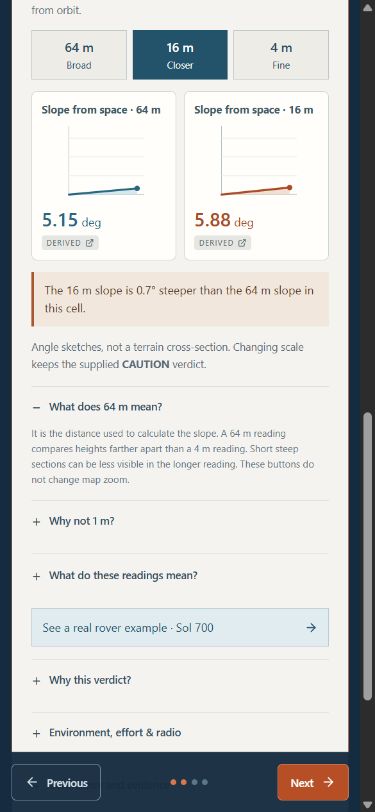 from orbit.
64 m
Broad
16 m
Closer
4 m
Fine
Slope from space · 64 m
5.15 deg
DERIVED
Slope from space · 16 m
5.88 deg
DERIVED
The 16 m slope is 0.7° steeper than the 64 m slope in
this cell.
Angle sketches, not a terrain cross-section. Changing scale
keeps the supplied CAUTION verdict.
− What does 64 m mean?
It is the distance used to calculate the slope. A 64 m reading
compares heights farther apart than a 4 m reading. Short steep
sections can be less visible in the longer reading. These buttons do
not change map zoom.
+ Why not 1 m?
+ What do these readings mean?
See a real rover example · Sol 700 →
+ Why this verdict?
+ Environment, effort & radio
← Previous
and evidence
Next →